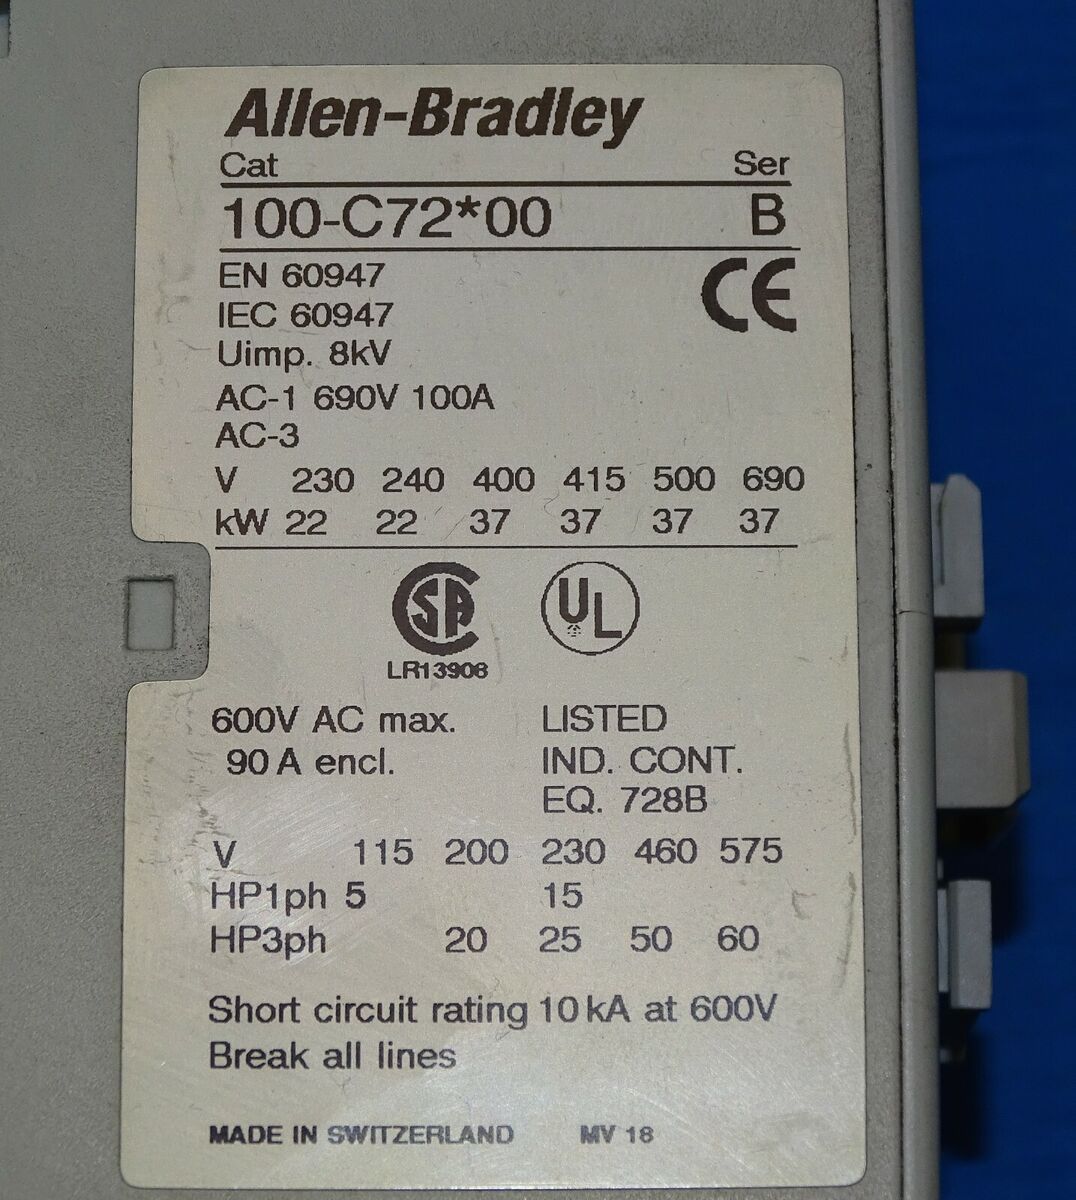 Allen-Bradley
Cat Ser
100-C72*00 B
EN 60947 CE
IEC 60947
Uimp. 8kV
AC-1 690V 100A
AC-3
V 230 240 400 415 500 690
kW 22 22 37 37 37 37
SA UL
LR13908
600V AC max. LISTED
90 A encl. IND. CONT.
EQ. 728B
V 115 200 230 460 575
HP1ph 5 15
HP3ph 20 25 50 60
Short circuit rating 10 kA at 600V
Break all lines
MADE IN SWITZERLAND MV 18